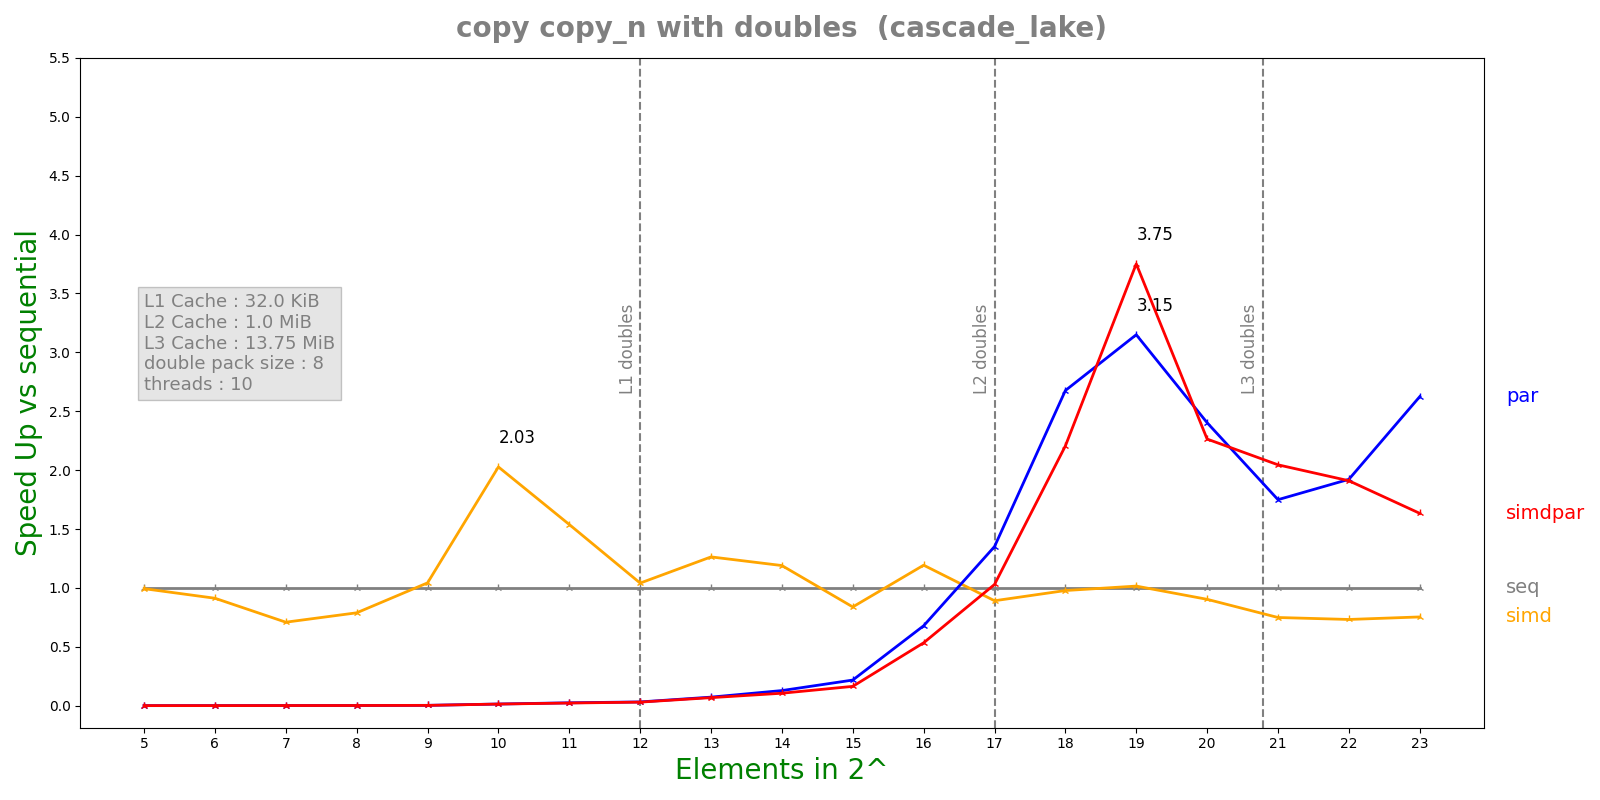 copy copy_n with doubles (cascade_lake)
Speed Up vs sequential
5.5
5.0
4.5
4.0
3.5
3.0
2.5
2.0
1.5
1.0
0.5
0.0
L1 Cache : 32.0 KiB
L2 Cache : 1.0 MiB
L3 Cache : 13.75 MiB
double pack size : 8
threads : 10
2.03
3.75
3.15
L1 doubles
L2 doubles
L3 doubles
par
simdpar
seq
simd
5 6 7 8 9 10 11 12 13 14 15 16 17 18 19 20 21 22 23
Elements in 2^